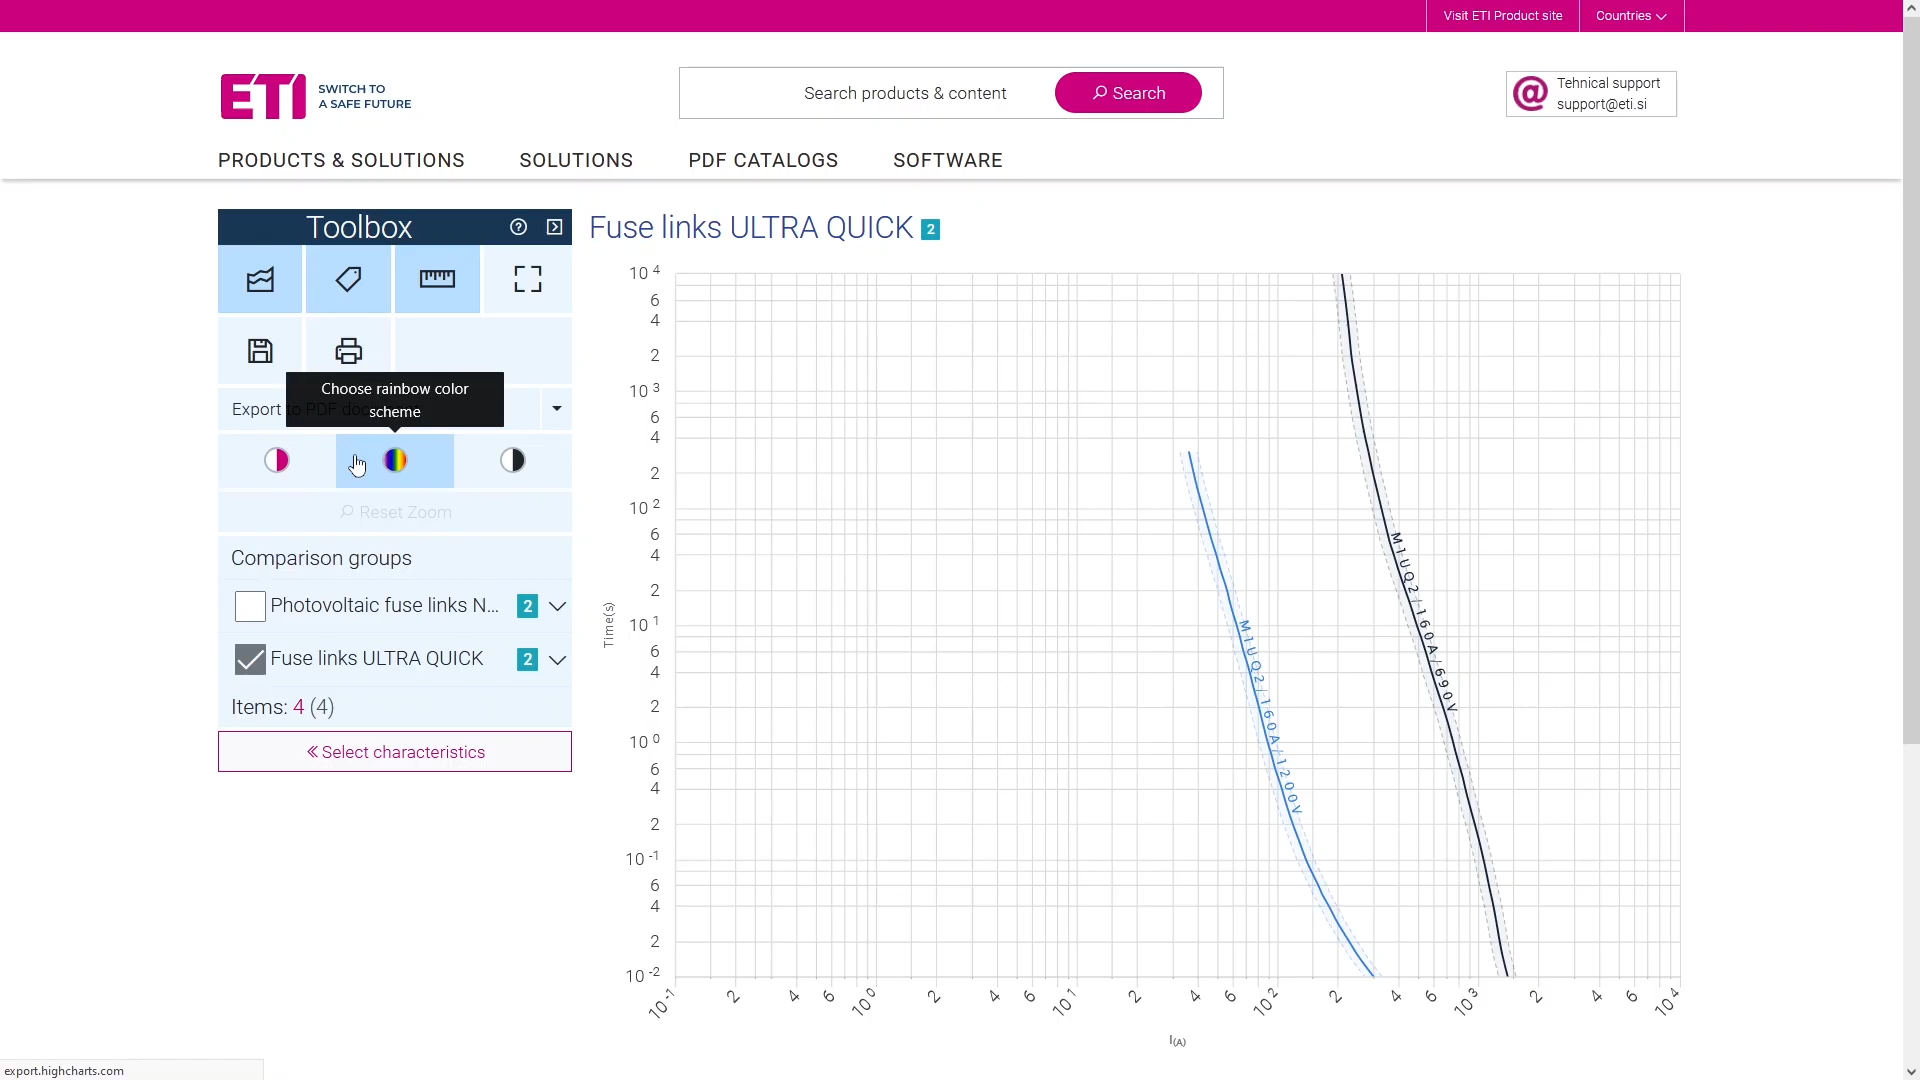 Visit ETI Product site
Countries
ETI
SWITCH TO
A SAFE FUTURE
Search products & content
Search
@
Tehnical support
support@eti.si
PRODUCTS & SOLUTIONS
SOLUTIONS
PDF CATALOGS
SOFTWARE
Toolbox
Choose rainbow color
scheme
Export to PDF
Reset Zoom
Comparison groups
Photovoltaic fuse links N... 2
Fuse links ULTRA QUICK 2
Items: 4 (4)
Select characteristics
Fuse links ULTRA QUICK 2
10 4
6
4
2
10 3
6
4
2
10 2
6
4
2
10 1
6
4
2
10 0
6
4
2
10 -1
6
4
2
10 -2
Time(s)
M1UQ2/160A/1200V
M1UQ2/160A/690V
10 -1
2
4
6
10 0
2
4
6
10 1
2
4
6
10 2
2
4
6
10 3
2
4
6
10 4
I(A)
export.highcharts.com